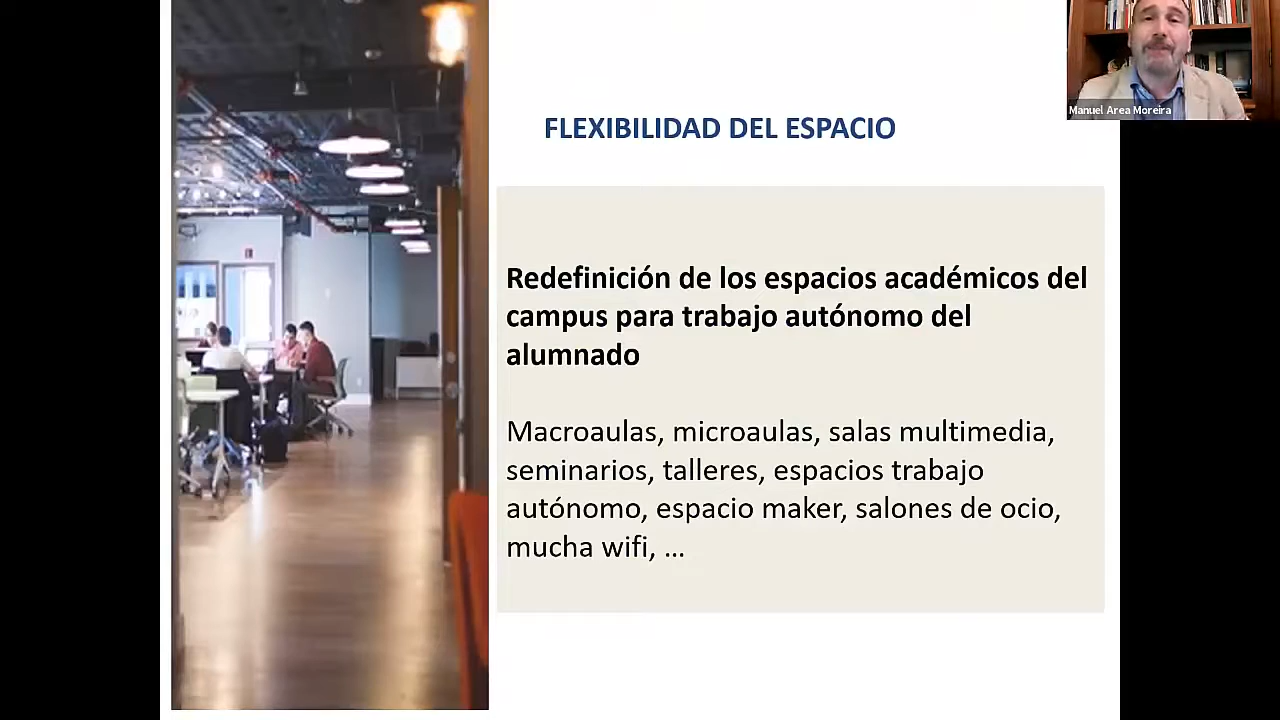 Manuel Area Moreira
FLEXIBILIDAD DEL ESPACIO
Redefinición de los espacios académicos del
campus para trabajo autónomo del
alumnado
Macroaulas, microaulas, salas multimedia,
seminarios, talleres, espacios trabajo
autónomo, espacio maker, salones de ocio,
mucha wifi, ...